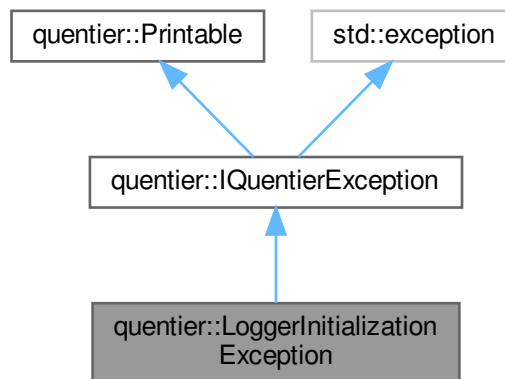 quentier::Printable
std::exception
quentier::IQuentierException
quentier::LoggerInitialization
Exception